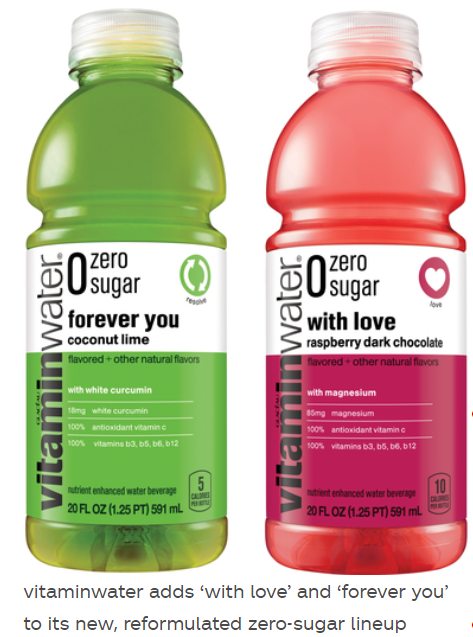 vitaminwater®
0 zero
sugar
resolve
forever you
coconut lime
flavored + other natural flavors
with white curcumin
18mg white curcumin
100% antioxidant vitamin c
100% vitamins b3, b5, b6, b12
nutrient enhanced water beverage
5
CALORIES
PER BOTTLE
20 FL OZ (1.25 PT) 591 mL
vitaminwater®
0 zero
sugar
love
with love
raspberry dark chocolate
flavored + other natural flavors
with magnesium
85mg magnesium
100% antioxidant vitamin c
100% vitamins b3, b5, b6, b12
nutrient enhanced water beverage
10
CALORIES
PER BOTTLE
20 FL OZ (1.25 PT) 591 mL
vitaminwater adds ‘with love’ and ‘forever you’
to its new, reformulated zero-sugar lineup